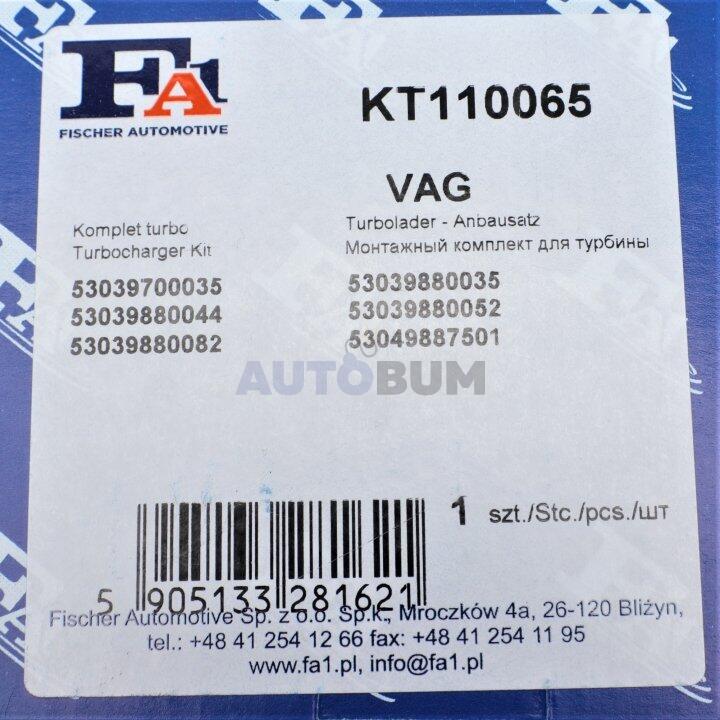 FA1
FISCHER AUTOMOTIVE
KT110065
VAG
Komplet turbo
Turbocharger Kit
Turbolader - Anbausatz
Монтажный комплект для турбины
53039700035 53039880035
53039880044 53039880052
53039880082 53049887501
AUTOBUM
1 szt./Stc./pcs./шт
5 905133 281621
Fischer Automotive Sp. z o.o. Sp.k., Mroczków 4a, 26-120 Bliżyn,
tel.: +48 41 254 12 66 fax: +48 41 254 11 95
www.fa1.pl, info@fa1.pl